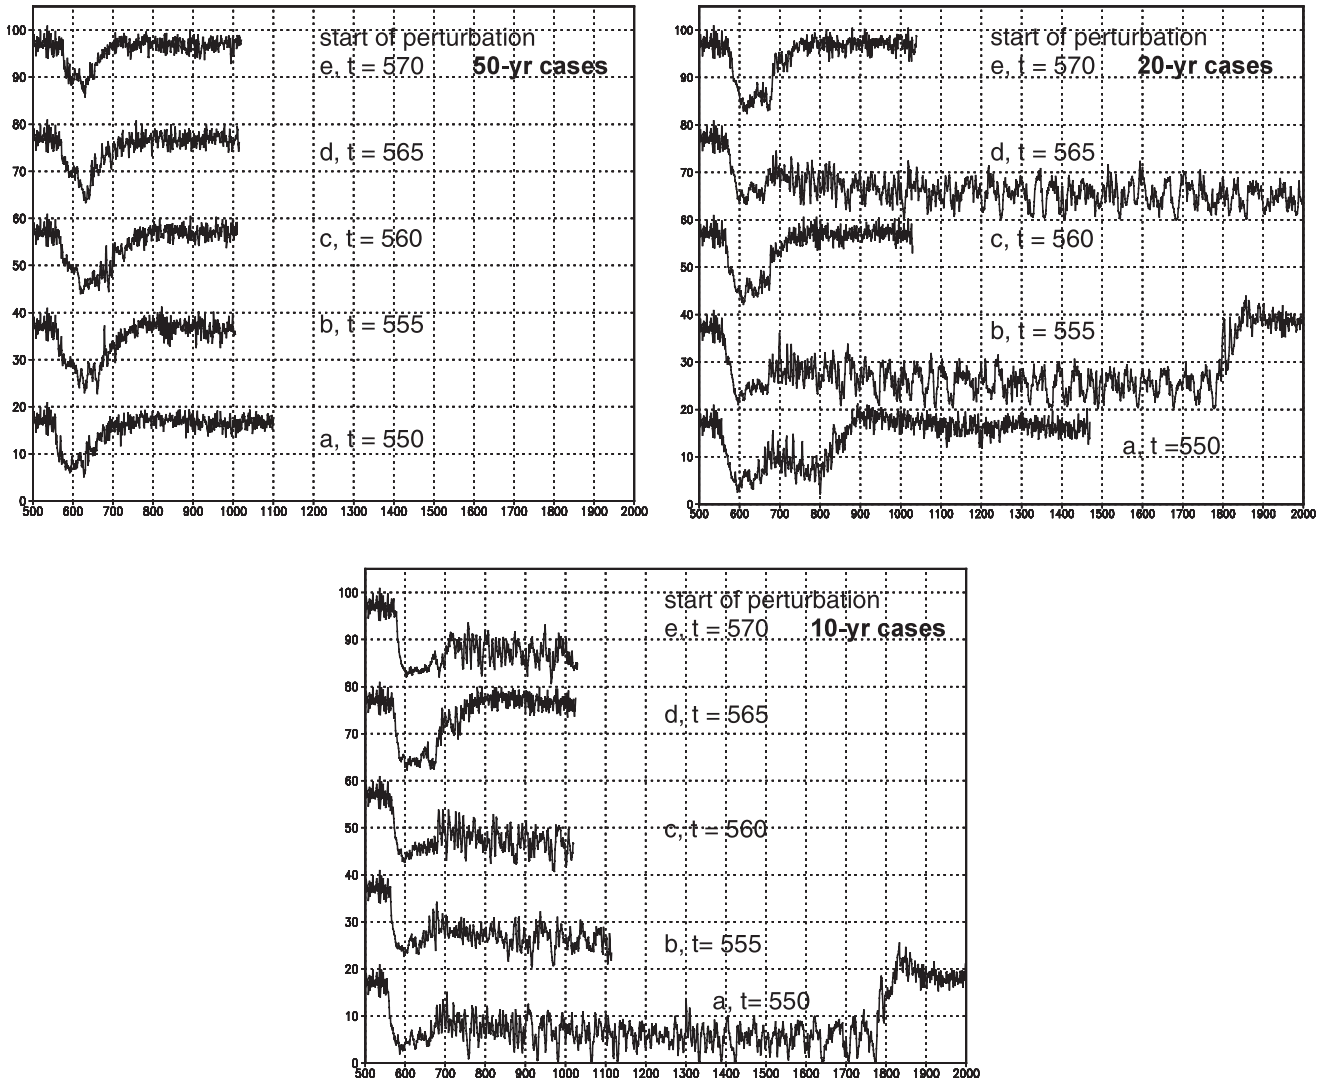 100
start of perturbation
e, t = 570 50-yr cases
90
80
d, t = 565
70
60
c, t = 560
50
40
b, t = 555
30
20
a, t = 550
10
0
500 600 700 800 900 1000 1100 1200 1300 1400 1500 1600 1700 1800 1900 2000
100
start of perturbation
e, t = 570 20-yr cases
90
80
d, t = 565
70
60
c, t = 560
50
40
b, t = 555
30
20
a, t =550
10
0
500 600 700 800 900 1000 1100 1200 1300 1400 1500 1600 1700 1800 1900 2000
100
start of perturbation
e, t = 570 10-yr cases
90
80
d, t = 565
70
60
c, t = 560
50
40
30
b, t= 555
20
a, t= 550
10
0
500 600 700 800 900 1000 1100 1200 1300 1400 1500 1600 1700 1800 1900 2000